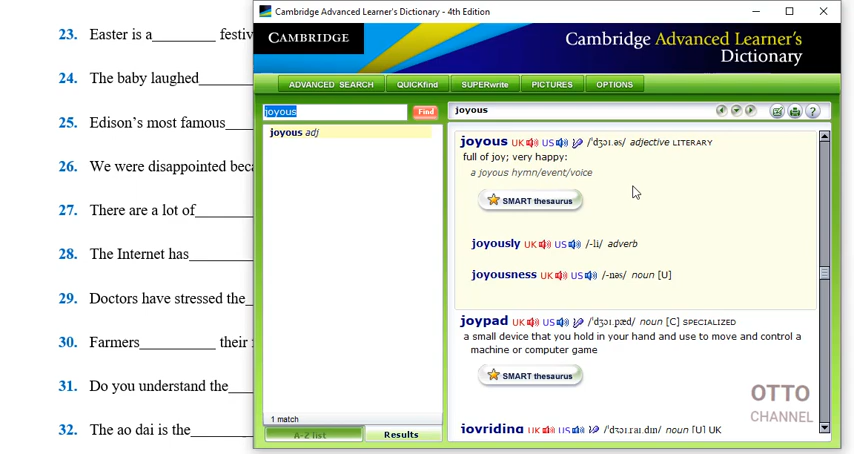 23. Easter is a________ festiv
24. The baby laughed
25. Edison's most famous
26. We were disappointed beca
27. There are a lot of
28. The Internet has
29. Doctors have stressed the
30. Farmers__________ their
31. Do you understand the
32. The ao dai is the
Cambridge Advanced Learner's Dictionary - 4th Edition
CAMBRIDGE
Cambridge Advanced Learner's
Dictionary
ADVANCED SEARCH QUICKfind SUPERwrite PICTURES OPTIONS
joyous Find
joyous adj
1 match
A-Z list Results
joyous
joyous UK US /ˈdʒɔɪ.əs/ adjective LITERARY
full of joy; very happy:
a joyous hymn/event/voice
SMART thesaurus
joyously UK US /-li/ adverb
joyousness UK US /-nəs/ noun [U]
joypad UK US /ˈdʒɔɪ.pæd/ noun [C] SPECIALIZED
a small device that you hold in your hand and use to move and control a
machine or computer game
SMART thesaurus
joyriding UK US /ˈdʒɔɪ.raɪ.dɪŋ/ noun [U] UK
OTTO
CHANNEL